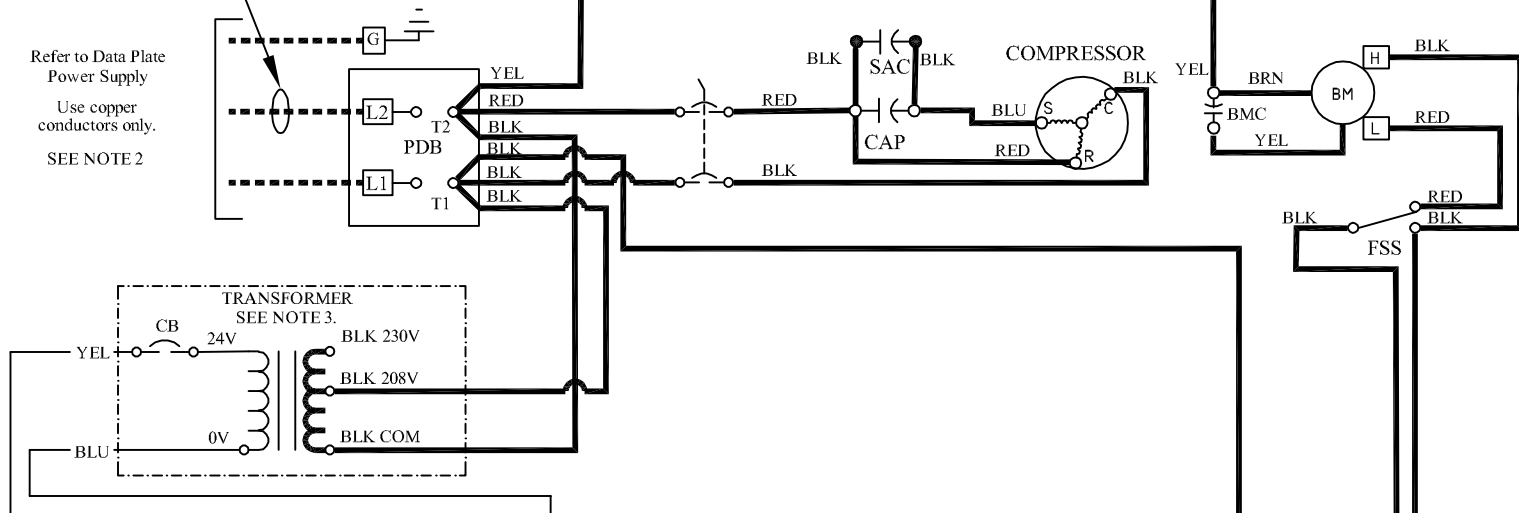 Refer to Data Plate
Power Supply
Use copper
conductors only.
SEE NOTE 2
G
L2
T2
PDB
L1
T1
YEL
RED
BLK
BLK
BLK
BLK
RED
BLK
BLK
SAC
BLK
CAP
BLU
RED
COMPRESSOR
S
C
R
BLK
YEL
BRN
BMC
YEL
BM
H
L
BLK
RED
RED
BLK
BLK
FSS
TRANSFORMER
SEE NOTE 3.
CB
24V
YEL
0V
BLU
BLK 230V
BLK 208V
BLK COM